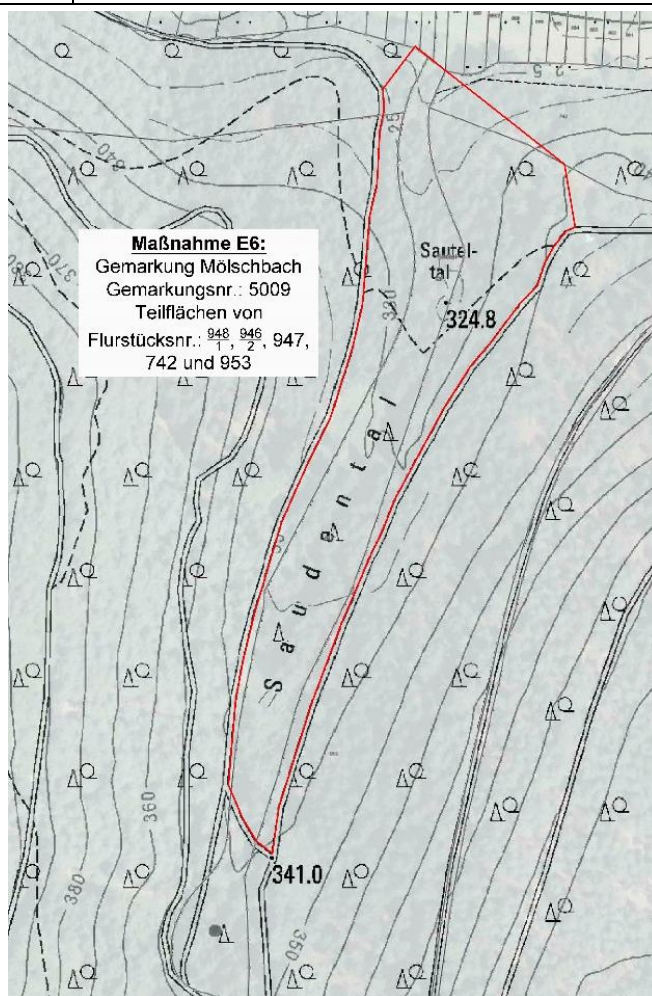 Maßnahme E6:
Gemarkung Mölschbach
Gemarkungsnr.: 5009
Teilflächen von
Flurstücksnr.: 948/1, 946/2, 947,
742 und 953
340
370
330
Sautel-
tal
324.8
Saudantal
360
341.0
380
350